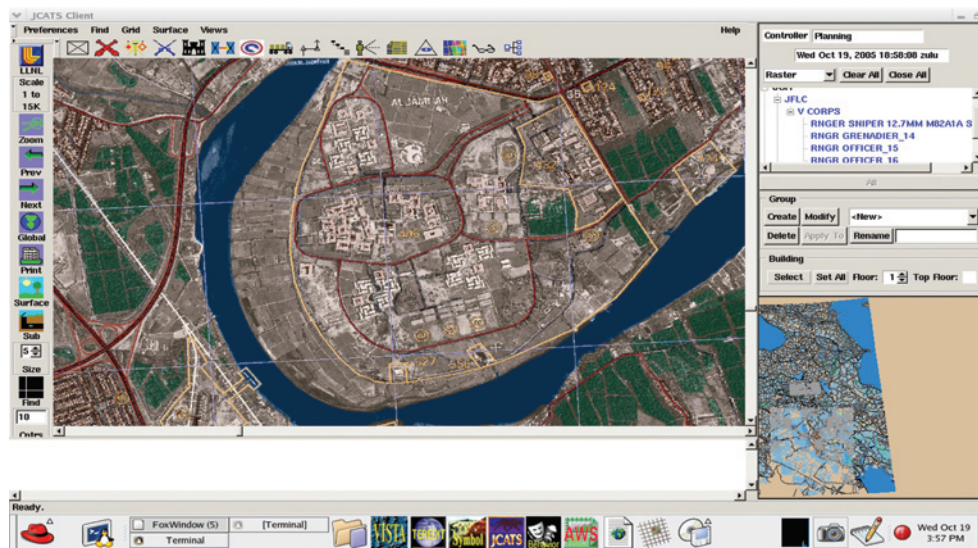 JCATS Client
Preferences Find Grid Surface Views Help
LLNL
Scale
1 to
15K
Zoom
Prev
Next
Global
Print
Surface
Sub
5
Size
Find
10
Cntrs
AL JAMI'AH
35
Controller Planning
Wed Oct 19, 2005 18:58:08 zulu
Raster Clear All Close All
JFLC
V CORPS
RNGER SNIPER 12.7MM M82A1A S
RNGR GRENADIER_14
RNGR OFFICER_15
RNGR OFFICER_16
All
Group
Create Modify <New>
Delete Apply To Rename
Building
Select Set All Floor: 1 Top Floor:
Ready.
FoxWindow (5) [Terminal]
Terminal
VISTA
Symbol
JCATS
Behavior
AWS
Wed Oct 19
3:57 PM